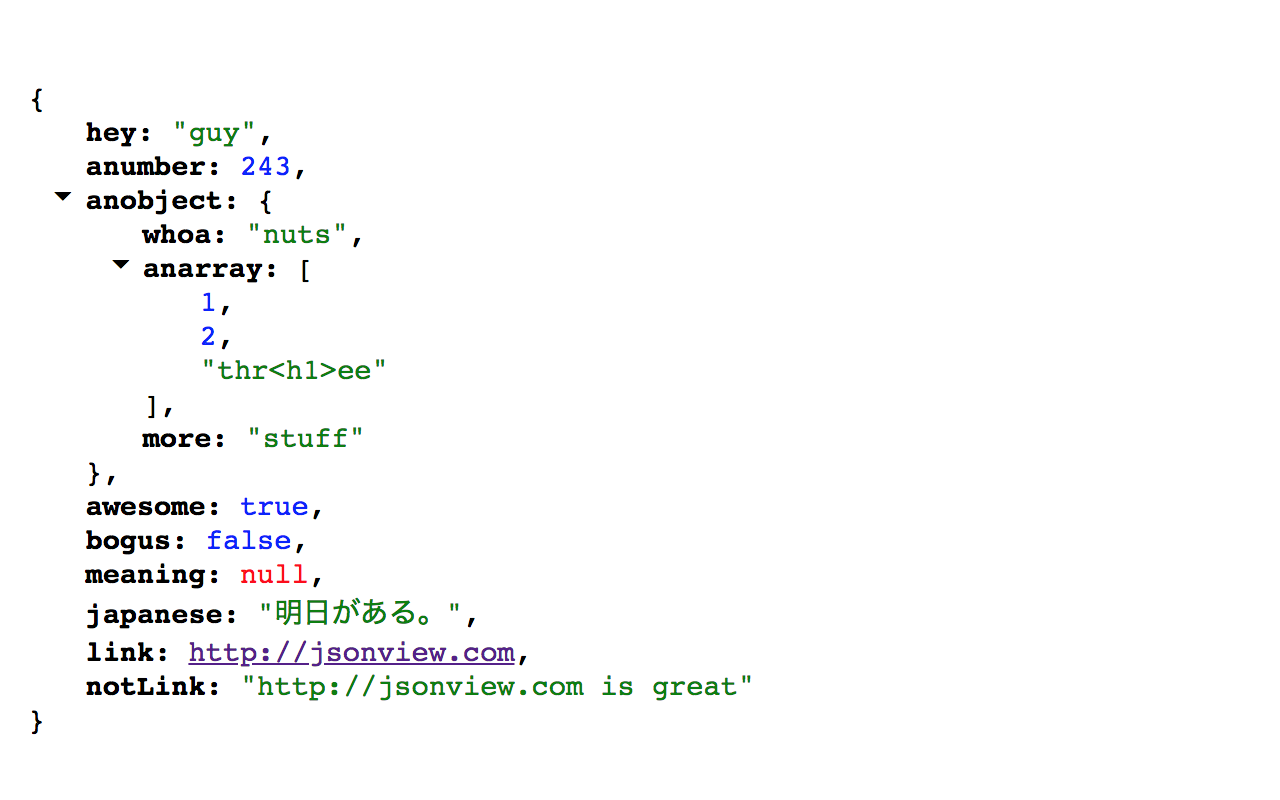 {
hey: "guy",
anumber: 243,
anobject: {
whoa: "nuts",
anarray: [
1,
2,
"thr<h1>ee"
],
more: "stuff"
},
awesome: true,
bogus: false,
meaning: null,
japanese: "明日がある。",
link: http://jsonview.com,
notLink: "http://jsonview.com is great"
}